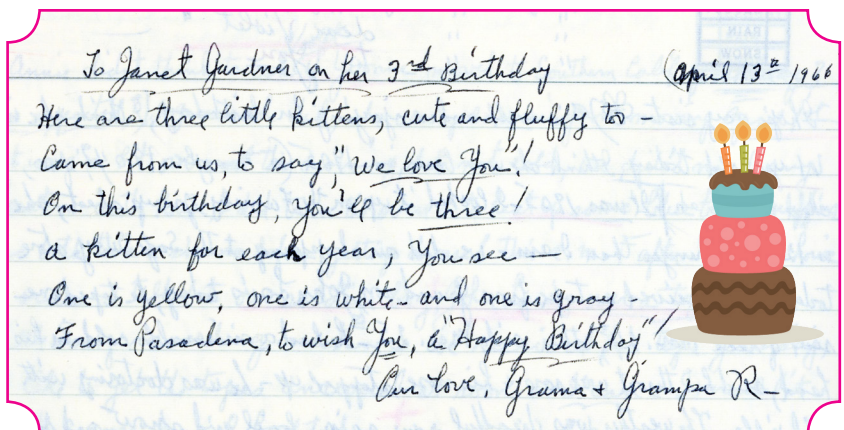 To Janet Gardner on her 3rd Birthday (April 13th 1966
Here are three little kittens, cute and fluffy to —
Came from us, to say "We love You"!
On this birthday, you'll be three!
a kitten for each year, You see —
One is yellow, one is white - and one is gray -
From Pasadena, to wish You, a "Happy Birthday"!
Our love, Grama + Grampa R—